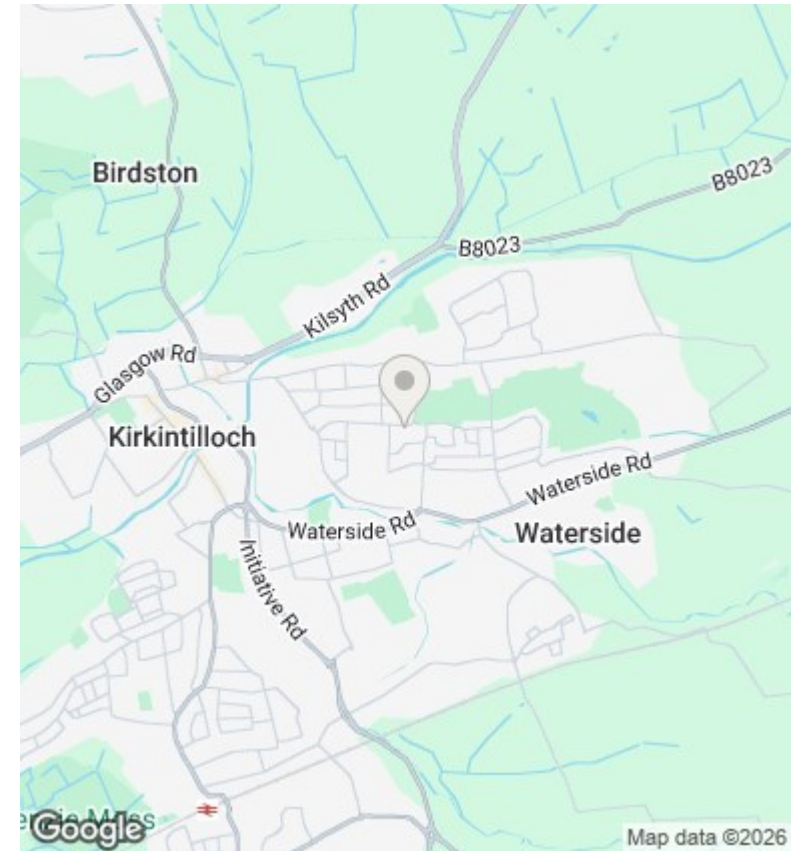 Birdston
B8023
B8023
Kilsyth Rd
Glasgow Rd
Kirkintilloch
Waterside Rd
Waterside Rd
Waterside
Initiative Rd
Google
Map data ©2026